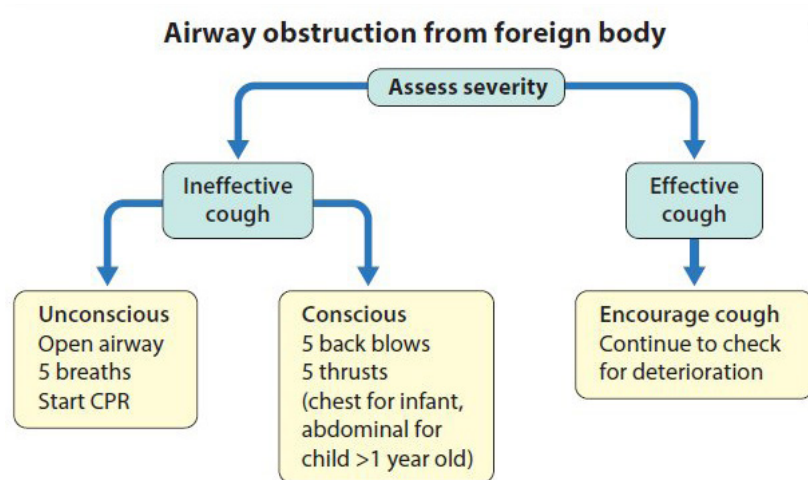 Airway obstruction from foreign body
Assess severity
Ineffective
cough
Effective
cough
Unconscious
Open airway
5 breaths
Start CPR
Conscious
5 back blows
5 thrusts
(chest for infant,
abdominal for
child >1 year old)
Encourage cough
Continue to check
for deterioration